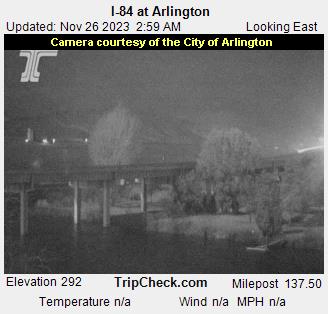 I-84 at Arlington
Updated: Nov 26 2023 2:59 AM Looking East
Camera courtesy of the City of Arlington
Elevation 292 TripCheck.com Milepost 137.50
Temperature n/a Wind n/a MPH n/a